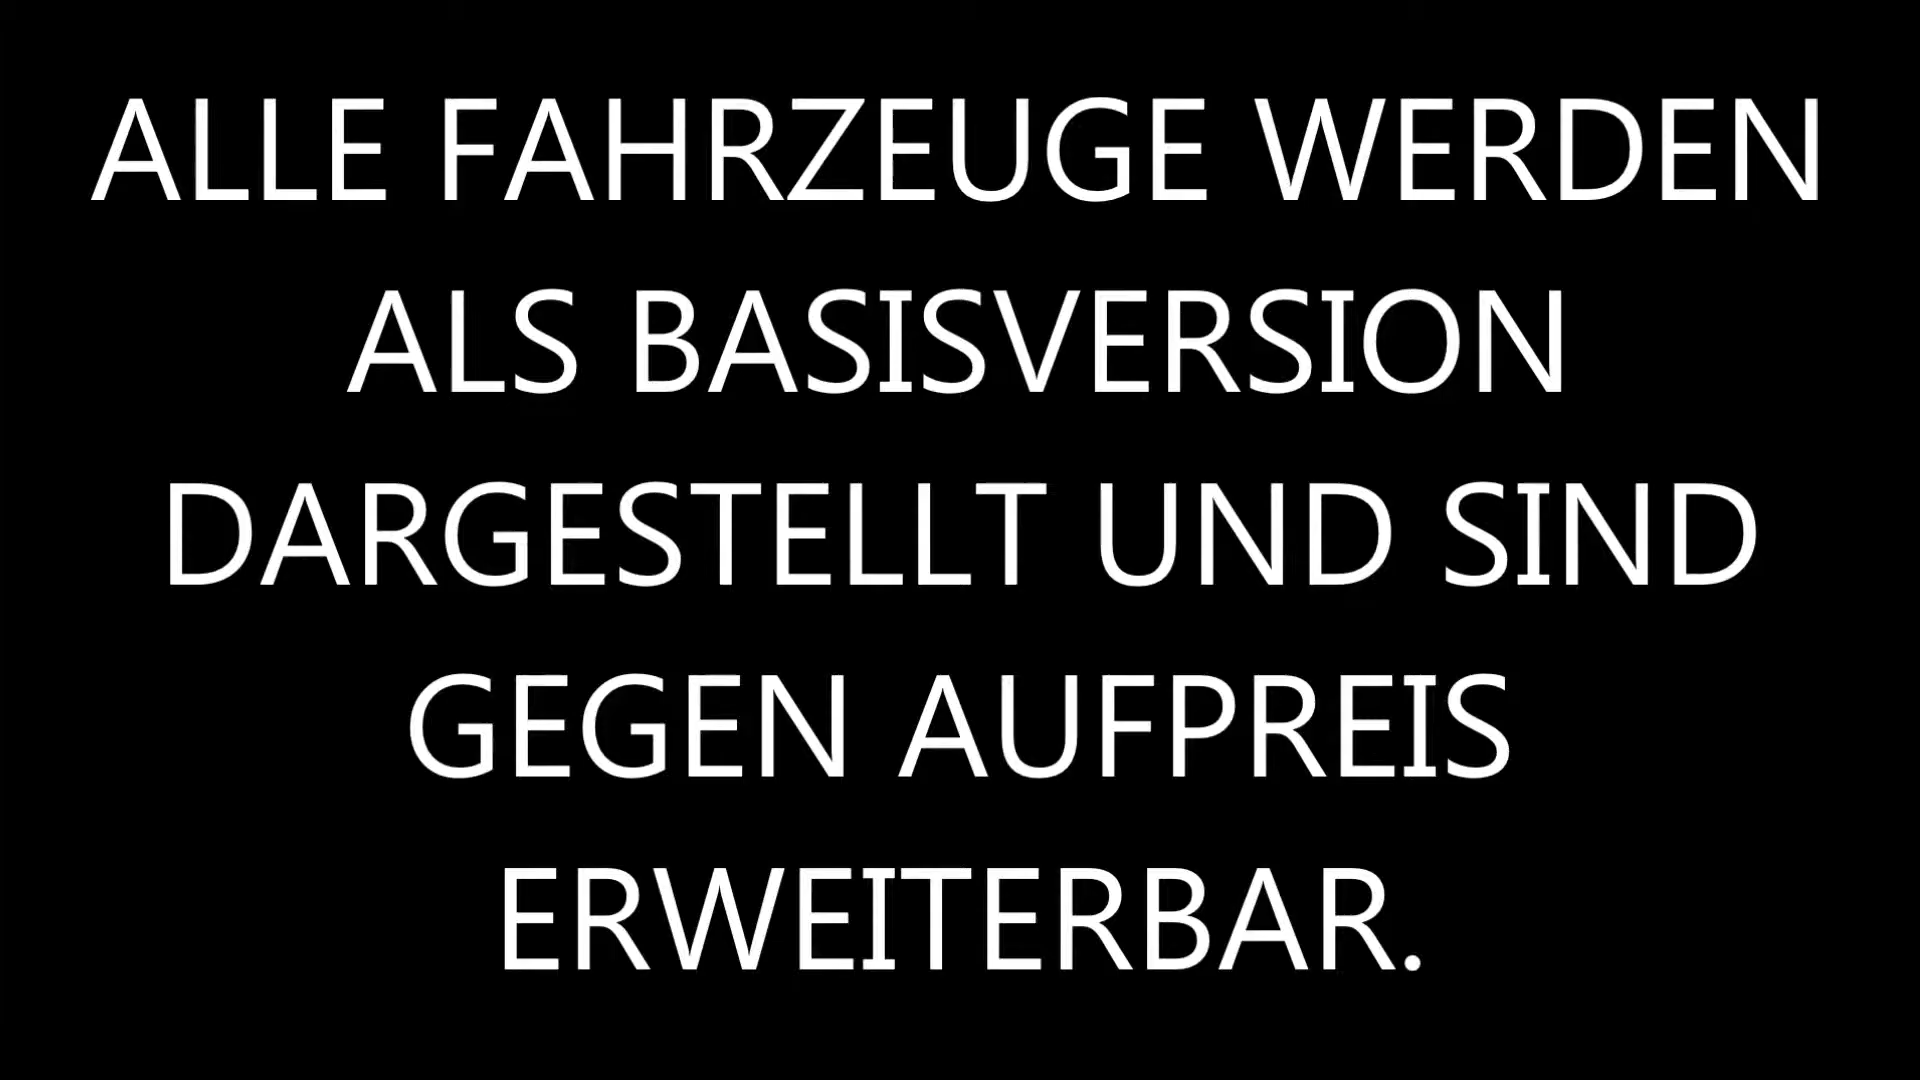 ALLE FAHRZEUGE WERDEN
ALS BASISVERSION
DARGESTELLT UND SIND
GEGEN AUFPREIS
ERWEITERBAR.